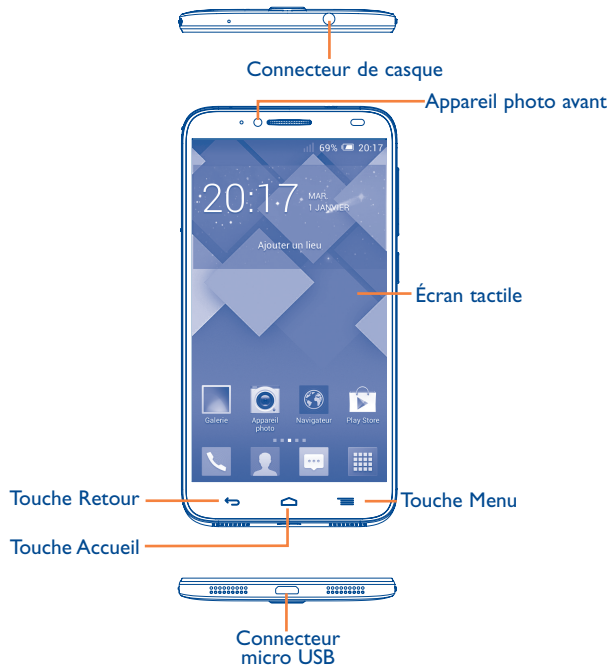 Connecteur de casque
Appareil photo avant
69% 20:17
20:17
MAR.
1 JANVIER
Ajouter un lieu
Écran tactile
Galerie
Appareil
photo
Navigateur
Play Store
Touche Retour
Touche Menu
Touche Accueil
Connecteur
micro USB